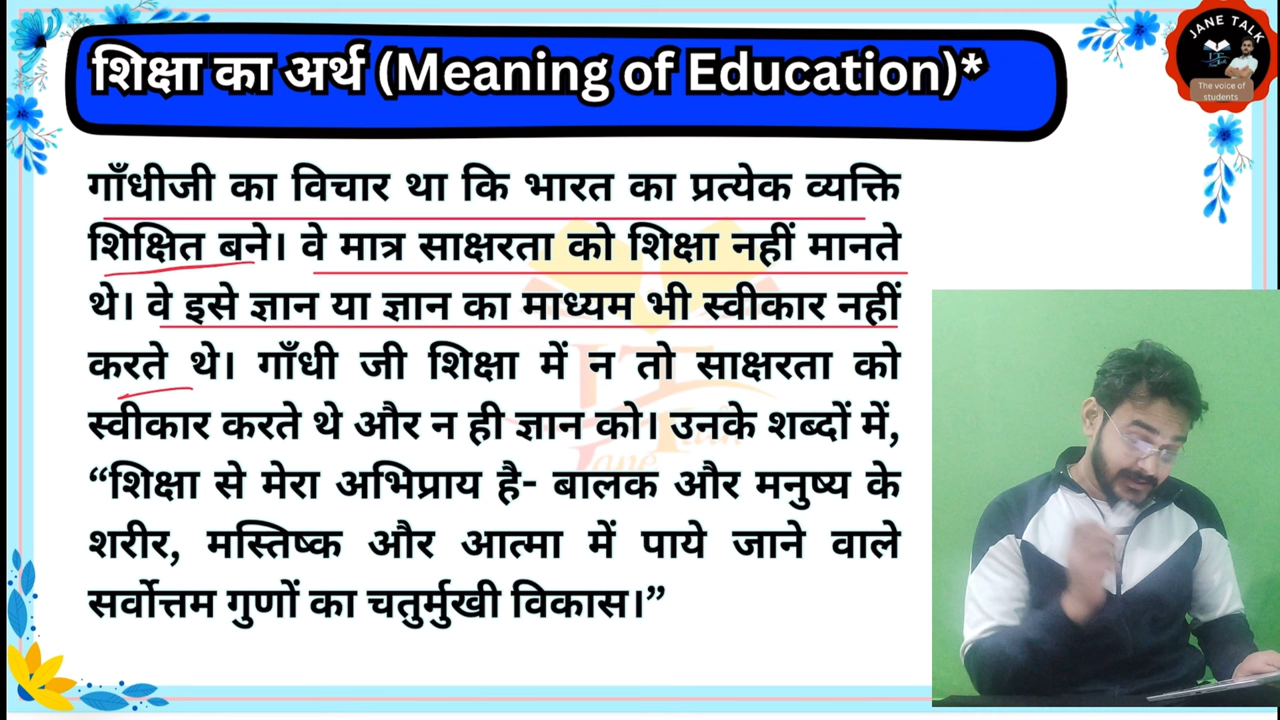 शिक्षा का अर्थ (Meaning of Education)*
JANE TALK
The voice of
students
गाँधीजी का विचार था कि भारत का प्रत्येक व्यक्ति
शिक्षित बने। वे मात्र साक्षरता को शिक्षा नहीं मानते
थे। वे इसे ज्ञान या ज्ञान का माध्यम भी स्वीकार नहीं
करते थे। गाँधी जी शिक्षा में न तो साक्षरता को
स्वीकार करते थे और न ही ज्ञान को। उनके शब्दों में,
“शिक्षा से मेरा अभिप्राय है- बालक और मनुष्य के
शरीर, मस्तिष्क और आत्मा में पाये जाने वाले
सर्वोत्तम गुणों का चतुर्मुखी विकास।”